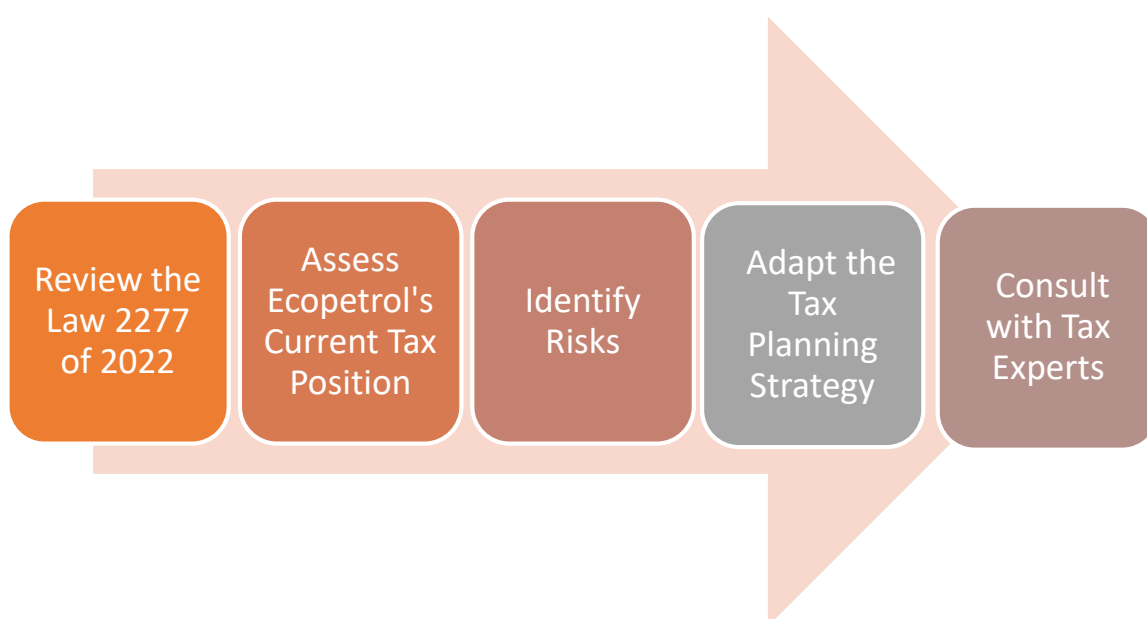 Review the
Law 2277
of 2022
Assess
Ecopetrol's
Current Tax
Position
Identify
Risks
Adapt the
Tax
Planning
Strategy
Consult
with Tax
Experts